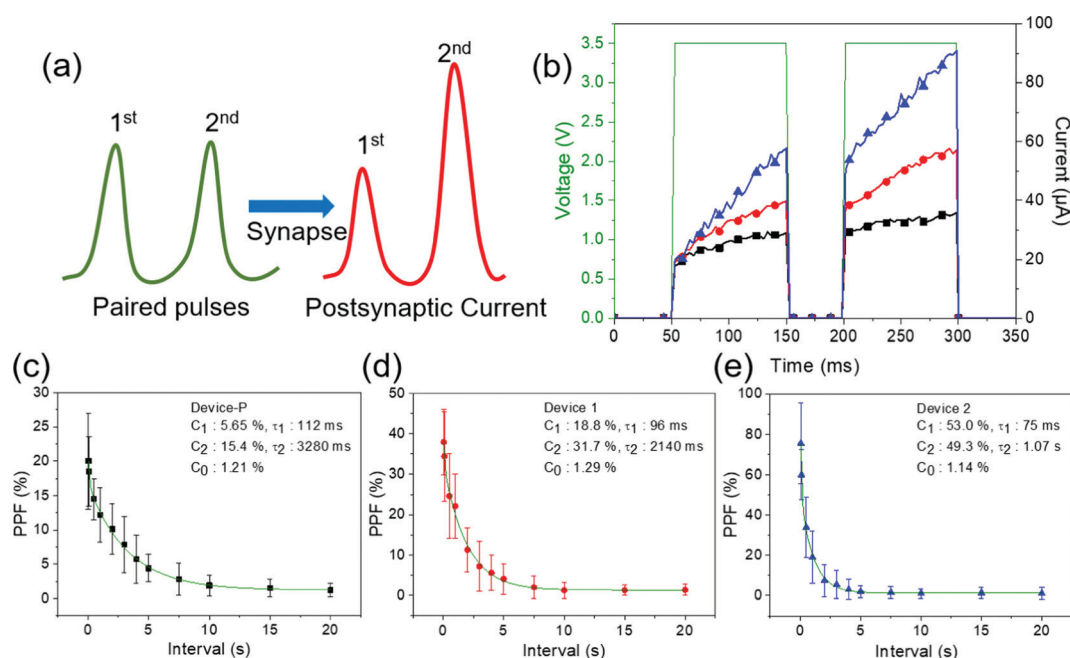 (a)
1st
2nd
Synapse
1st
2nd
Paired pulses
Postsynaptic Current
(b)
3.5
3.0
2.5
2.0
1.5
1.0
0.5
0.0
Voltage (V)
100
80
60
40
20
0
Current (µA)
0 50 100 150 200 250 300 350
Time (ms)
(c)
30
25
20
15
10
5
0
PPF (%)
Device-P
C1 : 5.65 %, τ1 : 112 ms
C2 : 15.4 %, τ2 : 3280 ms
C0 : 1.21 %
0 5 10 15 20
Interval (s)
(d)
50
40
30
20
10
0
PPF (%)
Device 1
C1 : 18.8 %, τ1 : 96 ms
C2 : 31.7 %, τ2 : 2140 ms
C0 : 1.29 %
0 5 10 15 20
Interval (s)
(e)
100
80
60
40
20
0
PPF (%)
Device 2
C1 : 53.0 %, τ1 : 75 ms
C2 : 49.3 %, τ2 : 1.07 s
C0 : 1.14 %
0 5 10 15 20
Interval (s)